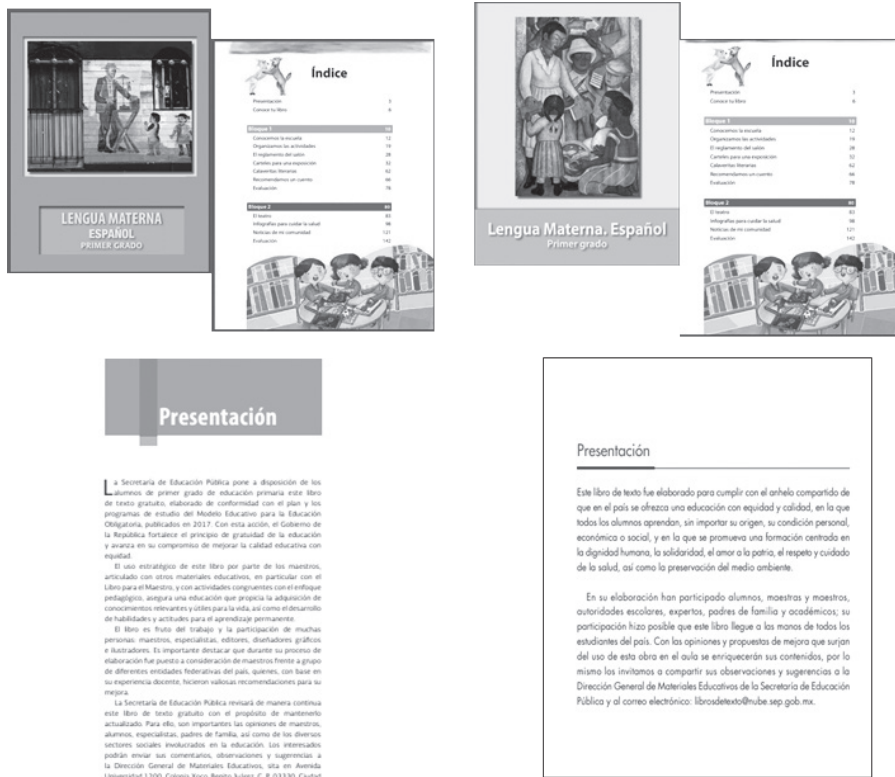 LENGUA MATERNA
ESPAÑOL
PRIMER GRADO
Índice
Presentación 3
Conoce tu libro 6
Bloque 1 10
Conocemos la escuela 12
Organizamos las actividades 19
El reglamento del salón 28
Carteles para una exposición 32
Calaveritas literarias 62
Recomendamos un cuento 66
Evaluación 78
Bloque 2 80
El teatro 83
Infografías para cuidar la salud 98
Noticias de mi comunidad 121
Evaluación 142
Lengua Materna. Español
Primer grado
Índice
Presentación 3
Conoce tu libro 6
Bloque 1 10
Conocemos la escuela 12
Organizamos las actividades 19
El reglamento del salón 28
Carteles para una exposición 32
Calaveritas literarias 62
Recomendamos un cuento 66
Evaluación 78
Bloque 2 80
El teatro 83
Infografías para cuidar la salud 98
Noticias de mi comunidad 121
Evaluación 142
Presentación
La Secretaría de Educación Pública pone a disposición de los
alumnos de primer grado de educación primaria este libro
de texto gratuito, elaborado de conformidad con el plan y los
programas de estudio del Modelo Educativo para la Educación
Obligatoria, publicados en 2017. Con esta acción, el Gobierno de
la República fortalece el principio de gratuidad de la educación
y avanza en su compromiso de mejorar la calidad educativa con
equidad.
El uso estratégico de este libro por parte de los maestros,
articulado con otros materiales educativos, en particular con el
Libro para el Maestro, y con actividades congruentes con el enfoque
pedagógico, asegura una educación que propicia la adquisición de
conocimientos relevantes y útiles para la vida, así como el desarrollo
de habilidades y actitudes para el aprendizaje permanente.
El libro es fruto del trabajo y la participación de muchas
personas: maestros, especialistas, editores, diseñadores gráficos
e ilustradores. Es importante destacar que durante su proceso de
elaboración fue puesto a consideración de maestros frente a grupo
de diferentes entidades federativas del país, quienes, con base en
su experiencia docente, hicieron valiosas recomendaciones para su
mejora.
La Secretaría de Educación Pública revisará de manera continua
este libro de texto gratuito con el propósito de mantenerlo
actualizado. Para ello, son importantes las opiniones de maestros,
alumnos, especialistas, padres de familia, así como de los diversos
sectores sociales involucrados en la educación. Los interesados
podrán enviar sus comentarios, observaciones y sugerencias a
la Dirección General de Materiales Educativos, sita en Avenida
Universidad 1200, Colonia Xoco, Benito Juárez, C. P. 03330, Ciudad
Presentación
Este libro de texto fue elaborado para cumplir con el anhelo compartido de
que en el país se ofrezca una educación con equidad y calidad, en la que
todos los alumnos aprendan, sin importar su origen, su condición personal,
económica o social, y en la que se promueva una formación centrada en
la dignidad humana, la solidaridad, el amor a la patria, el respeto y cuidado
de la salud, así como la preservación del medio ambiente.
En su elaboración han participado alumnos, maestras y maestros,
autoridades escolares, expertos, padres de familia y académicos; su
participación hizo posible que este libro llegue a las manos de todos los
estudiantes del país. Con las opiniones y propuestas de mejora que surjan
del uso de esta obra en el aula se enriquecerán sus contenidos, por lo
mismo los invitamos a compartir sus observaciones y sugerencias a la
Dirección General de Materiales Educativos de la Secretaría de Educación
Pública y al correo electrónico: librosdetexto@nube.sep.gob.mx.